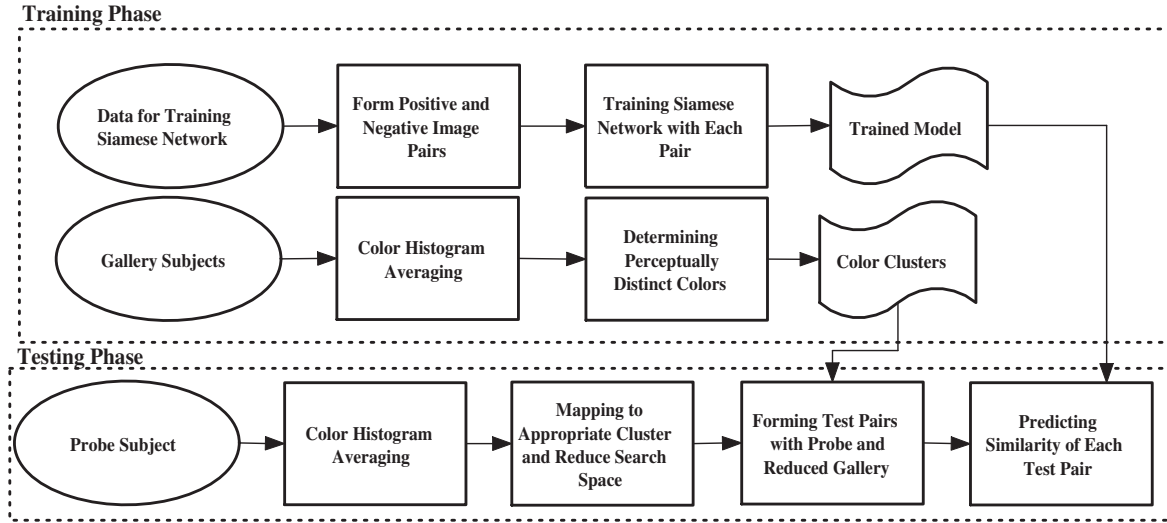 Training Phase
Data for Training
Siamese Network
Form Positive and
Negative Image
Pairs
Training Siamese
Network with Each
Pair
Trained Model
Gallery Subjects
Color Histogram
Averaging
Determining
Perceptually
Distinct Colors
Color Clusters
Testing Phase
Probe Subject
Color Histogram
Averaging
Mapping to
Appropriate Cluster
and Reduce Search
Space
Forming Test Pairs
with Probe and
Reduced Gallery
Predicting
Similarity of Each
Test Pair